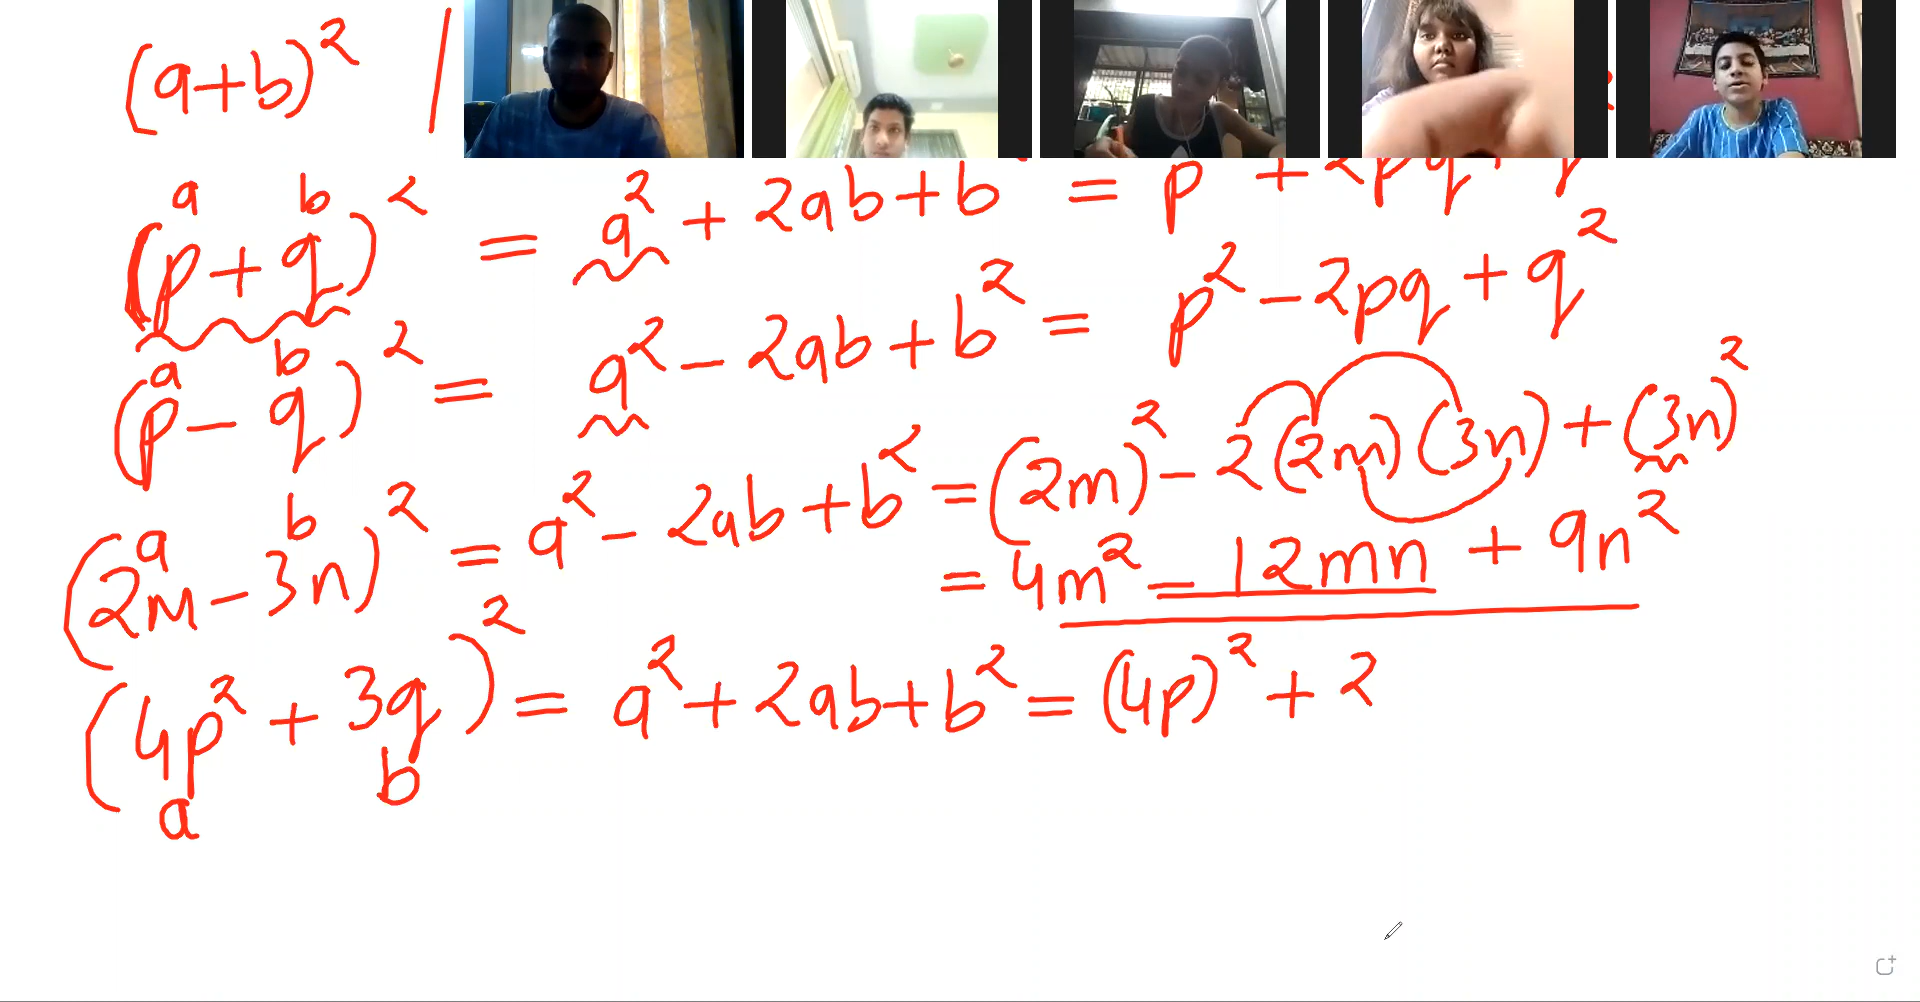 (a+b)²
a b
(p+q)² = a² + 2ab + b² = p² + 2pq + q²
a b
(p - q)² = a² - 2ab + b² = p² - 2pq + q²
a b
(2m - 3n)² = a² - 2ab + b² = (2m)² - 2(2m)(3n) + (3n)²
= 4m² - 12mn + 9n²
(4p² + 3q)² = a² + 2ab + b² = (4p)² + 2
a b